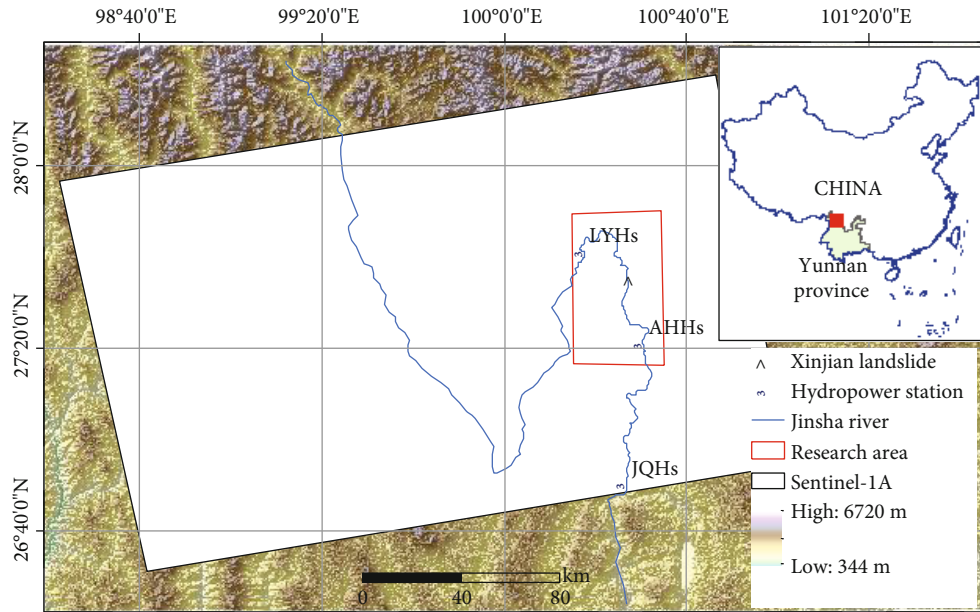 98°40'0"E
99°20'0"E
100°0'0"E
100°40'0"E
101°20'0"E
28°0'0"N
27°20'0"N
26°40'0"N
CHINA
Yunnan
province
LYHs
AHHs
JQHs
Xinjian landslide
Hydropower station
Jinsha river
Research area
Sentinel-1A
High: 6720 m
Low: 344 m
km
0
40
80